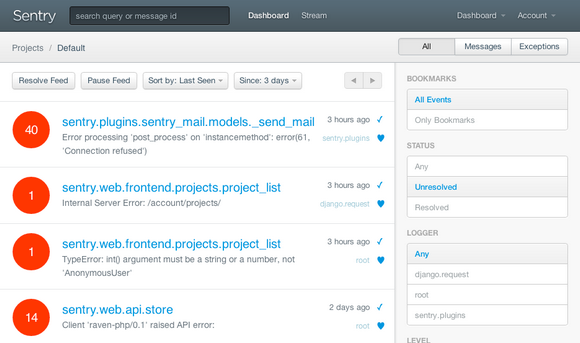 Sentry search query or message id Dashboard Stream Dashboard Account
Projects / Default All Messages Exceptions
Resolve Feed Pause Feed Sort by: Last Seen Since: 3 days
40 sentry.plugins.sentry_mail.models._send_mail 3 hours ago
Error processing 'post_process' on 'instancemethod': error(61, sentry.plugins
'Connection refused')
1 sentry.web.frontend.projects.project_list 3 hours ago
Internal Server Error: /account/projects/ django.request
1 sentry.web.frontend.projects.project_list 3 hours ago
TypeError: int() argument must be a string or a number, not root
'AnonymousUser'
14 sentry.web.api.store 2 days ago
Client 'raven-php/0.1' raised API error: root
BOOKMARKS
All Events
Only Bookmarks
STATUS
Any
Unresolved
Resolved
LOGGER
Any
django.request
root
sentry.plugins
LEVEL